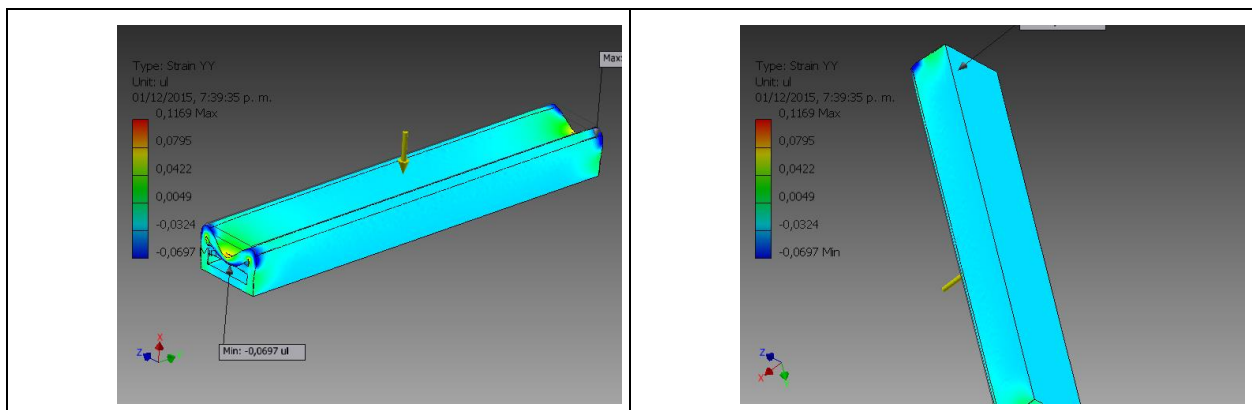 Type: Strain YY
Unit: ul
01/12/2015, 7:39:35 p. m.
0,1169 Max
0,0795
0,0422
0,0049
-0,0324
-0,0697 Min
Max:
Min: -0,0697 ul
X
Z
Type: Strain YY
Unit: ul
01/12/2015, 7:39:35 p. m.
0,1169 Max
0,0795
0,0422
0,0049
-0,0324
-0,0697 Min
Z
X